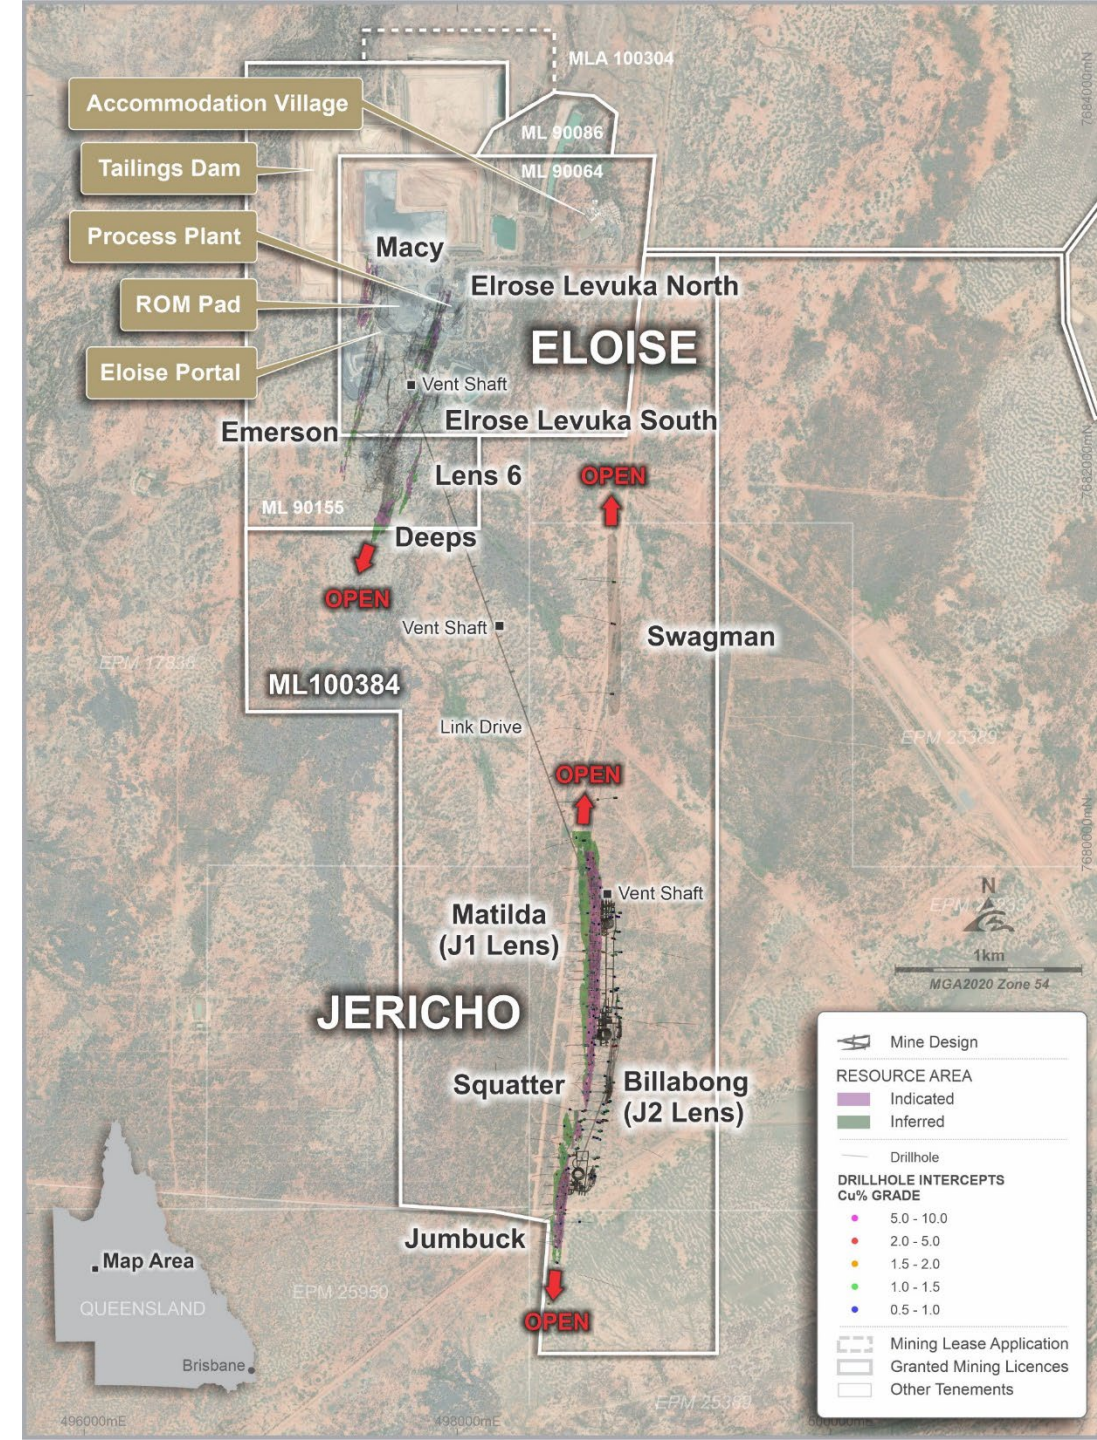 MLA 100304
7684000mN
Accommodation Village
ML 90086
ML 90064
Tailings Dam
Process Plant
Macy
Elrose Levuka North
ROM Pad
ELOISE
Eloise Portal
Vent Shaft
Elrose Levuka South
Emerson
7682000mN
Lens 6
OPEN
ML 90155
Deeps
OPEN
Vent Shaft
Swagman
EPM 17838
ML100384
Link Drive
EPM 25389
OPEN
7680000mN
Vent Shaft
N
Matilda
(J1 Lens)
1km
MGA2020 Zone 54
JERICHO
Mine Design
RESOURCE AREA
Indicated
Inferred
Squatter
Billabong
(J2 Lens)
Drillhole
DRILLHOLE INTERCEPTS
Cu% GRADE
5.0 - 10.0
2.0 - 5.0
1.5 - 2.0
1.0 - 1.5
0.5 - 1.0
Jumbuck
Map Area
QUEENSLAND
EPM 25950
OPEN
Brisbane
Mining Lease Application
Granted Mining Licences
Other Tenements
496000mE
498000mE